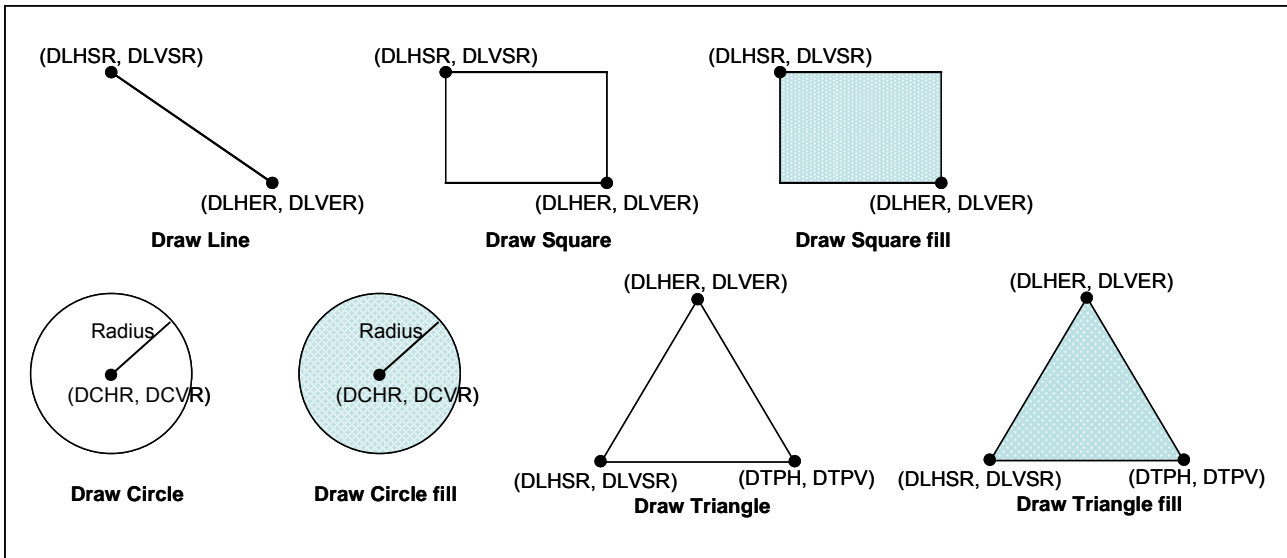 (DLHSR, DLVSR)
(DLHER, DLVER)
Draw Line
(DLHSR, DLVSR)
(DLHER, DLVER)
Draw Square
(DLHSR, DLVSR)
(DLHER, DLVER)
Draw Square fill
Radius
(DCHR, DCVR)
Draw Circle
Radius
(DCHR, DCVR)
Draw Circle fill
(DLHER, DLVER)
(DLHSR, DLVSR)
(DTPH, DTPV)
Draw Triangle
(DLHER, DLVER)
(DLHSR, DLVSR)
(DTPH, DTPV)
Draw Triangle fill